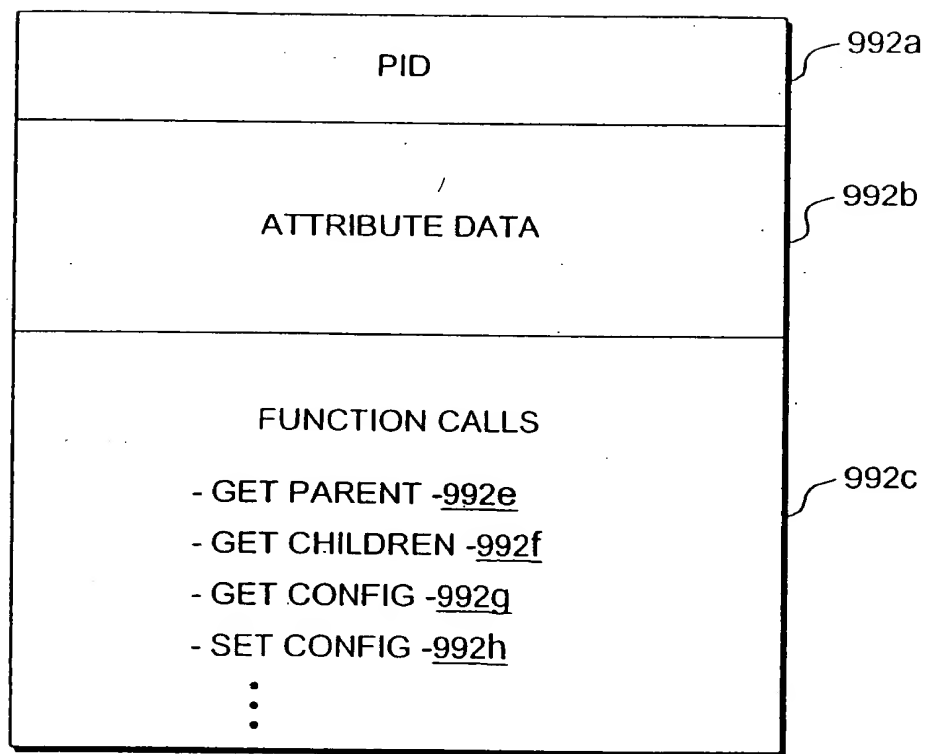 PID
992a
ATTRIBUTE DATA
992b
FUNCTION CALLS
- GET PARENT -992e
- GET CHILDREN -992f
- GET CONFIG -992g
- SET CONFIG -992h
992c